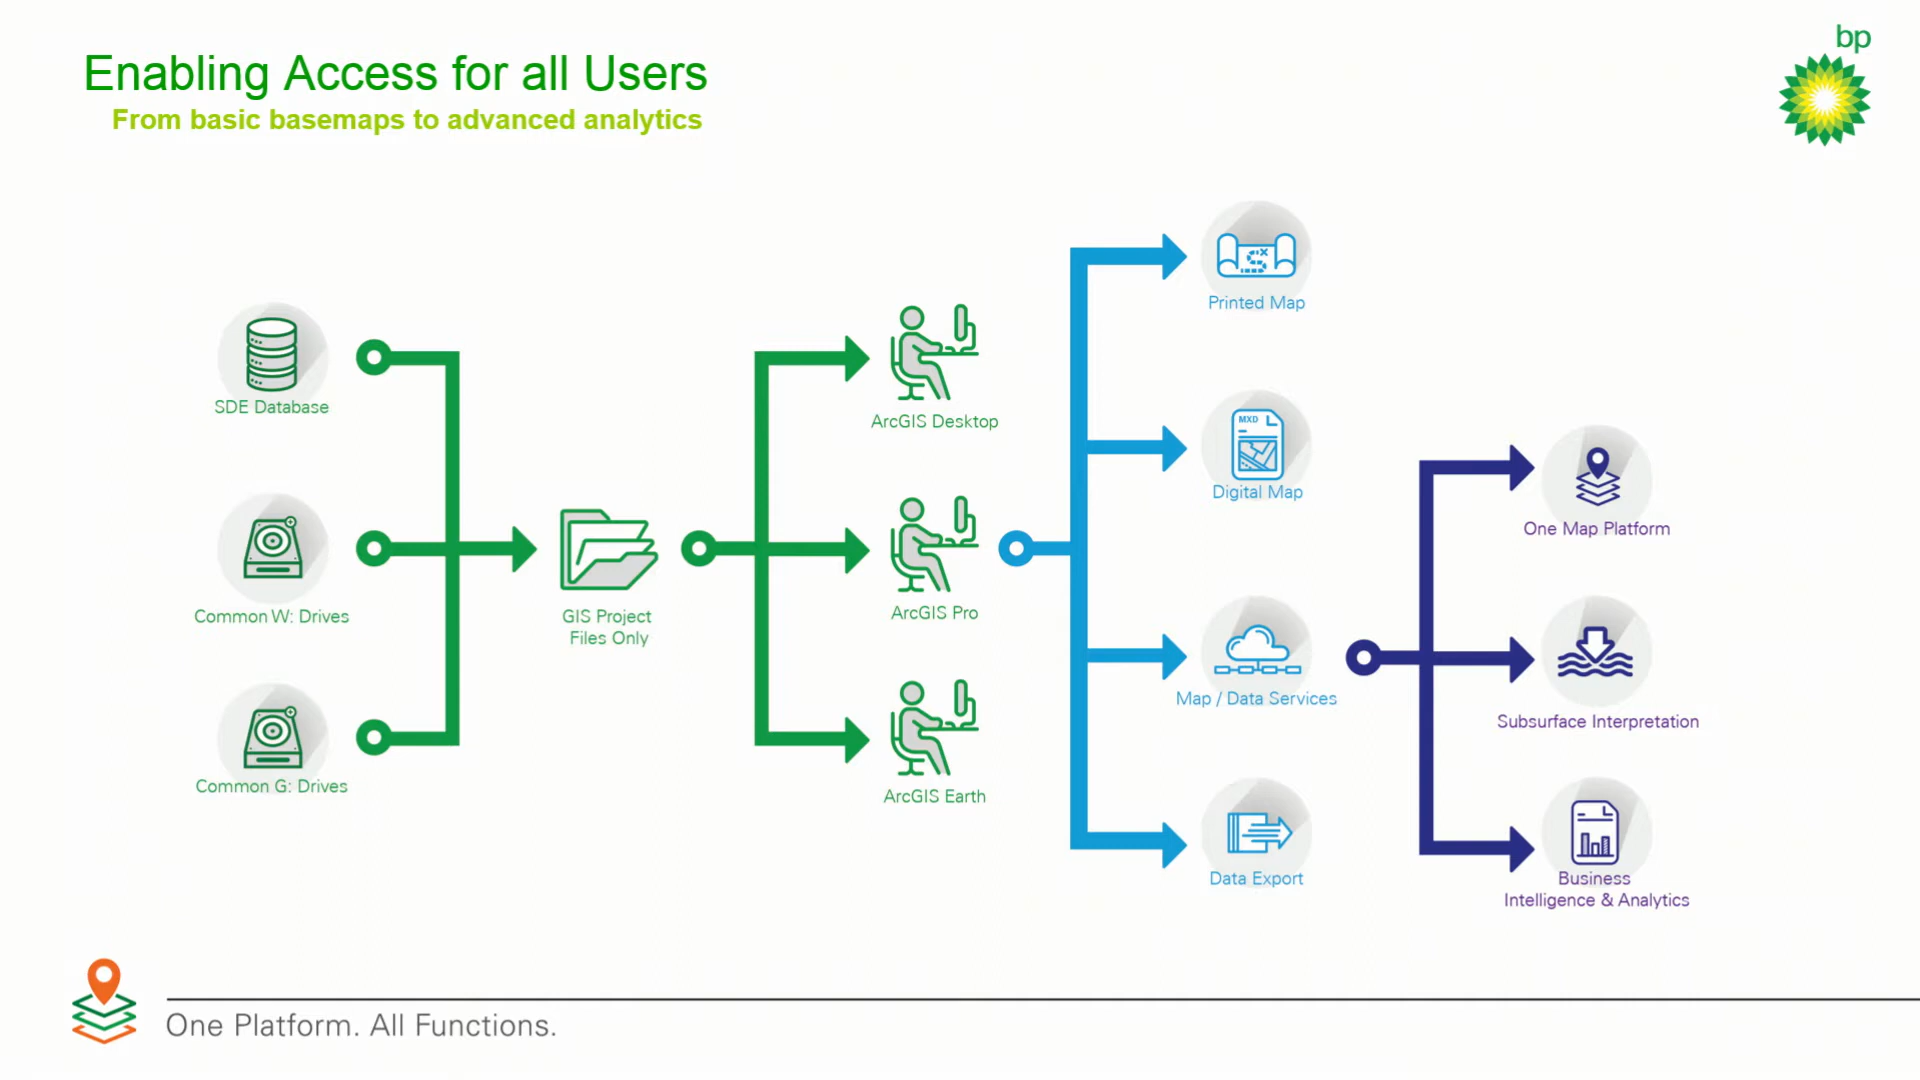 bp
Enabling Access for all Users
From basic basemaps to advanced analytics
Printed Map
SDE Database
ArcGIS Desktop
MXD
Digital Map
One Map Platform
Common W: Drives
GIS Project
Files Only
ArcGIS Pro
Map / Data Services
Subsurface Interpretation
Common G: Drives
ArcGIS Earth
Data Export
Business
Intelligence & Analytics
One Platform. All Functions.